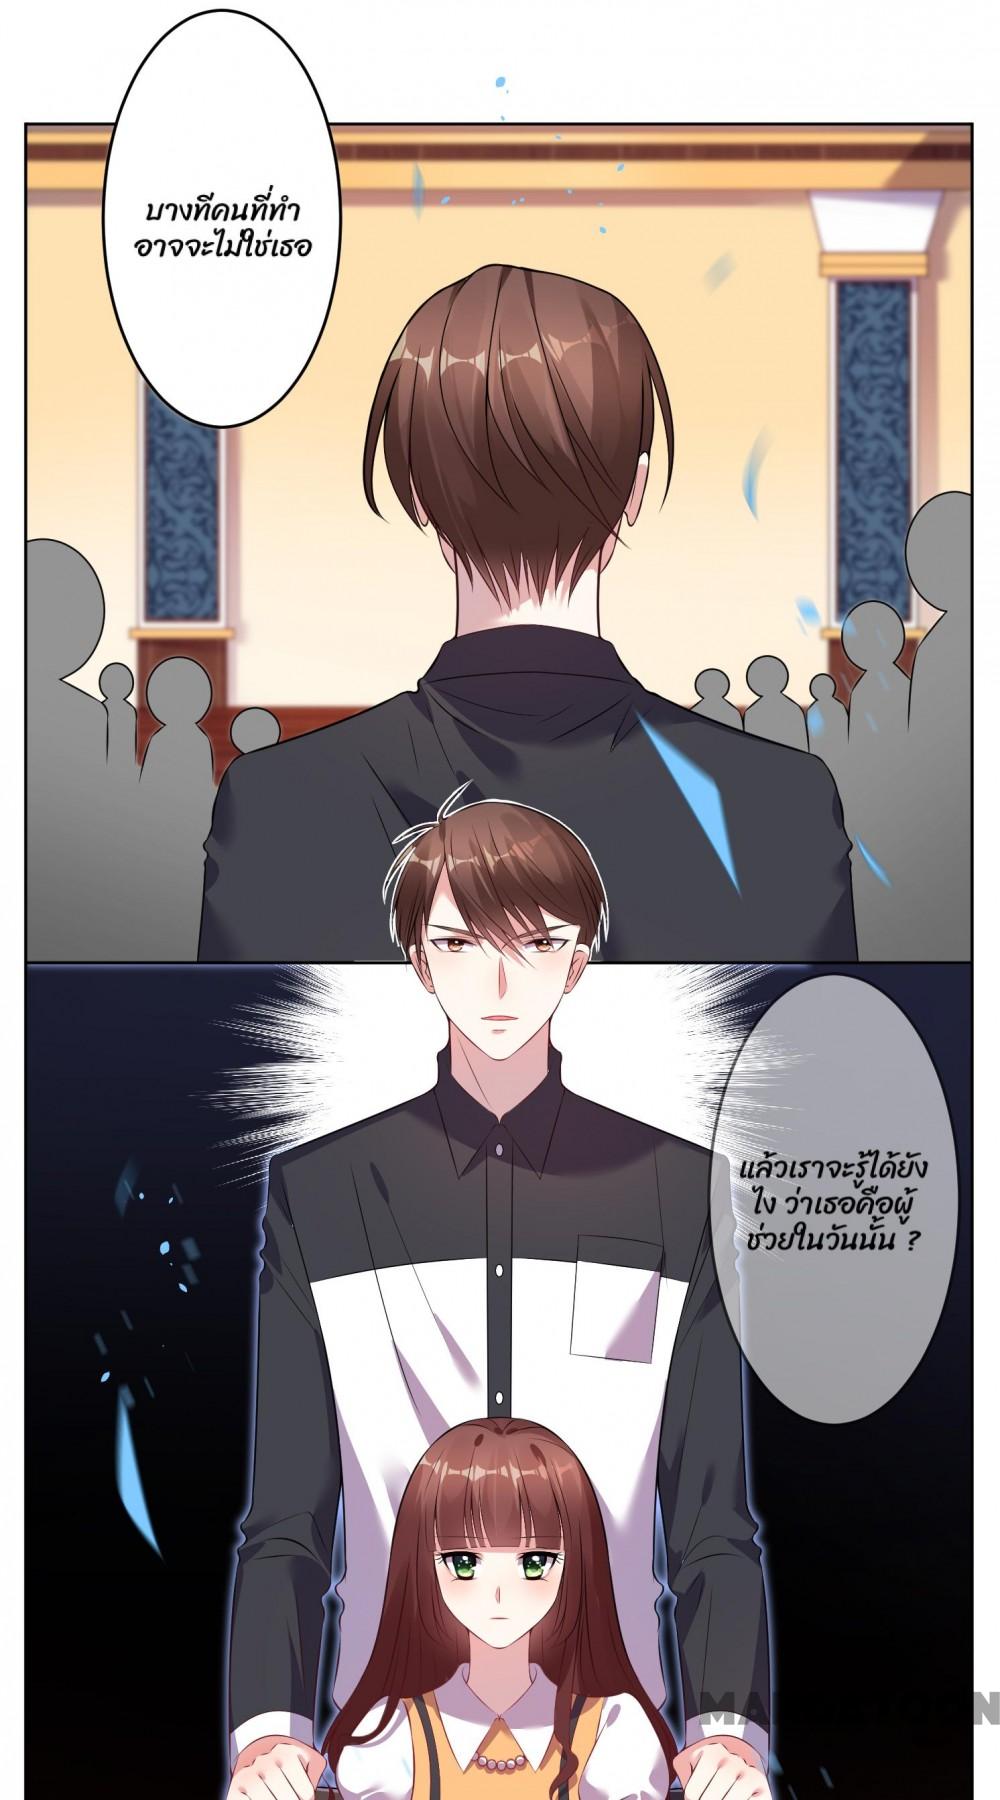 บางทีคนที่ทำ
อาจจะไม่ใช่เธอ
แล้วเราจะรู้ได้ยัง
ไง ว่าเธอคือผู้
ช่วยในวันนั้น ?